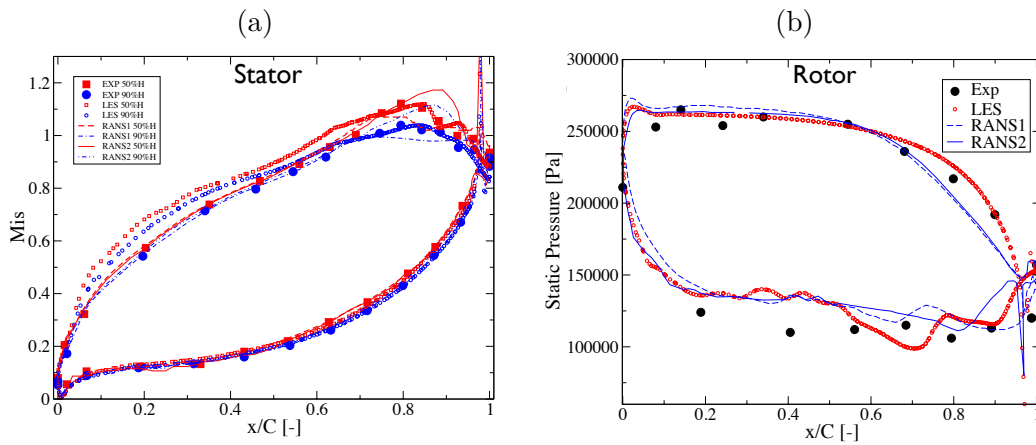 (a)
Stator
EXP 50%H
EXP 90%H
LES 50%H
LES 90%H
RANS1 50%H
RANS1 90%H
RANS2 50%H
RANS2 90%H
Mis
1.2
1
0.8
0.6
0.4
0.2
0
0 0.2 0.4 0.6 0.8 1
x/C [-]
(b)
Rotor
Exp
LES
RANS1
RANS2
Static Pressure [Pa]
300000
250000
200000
150000
100000
0 0.2 0.4 0.6 0.8 1
x/C [-]